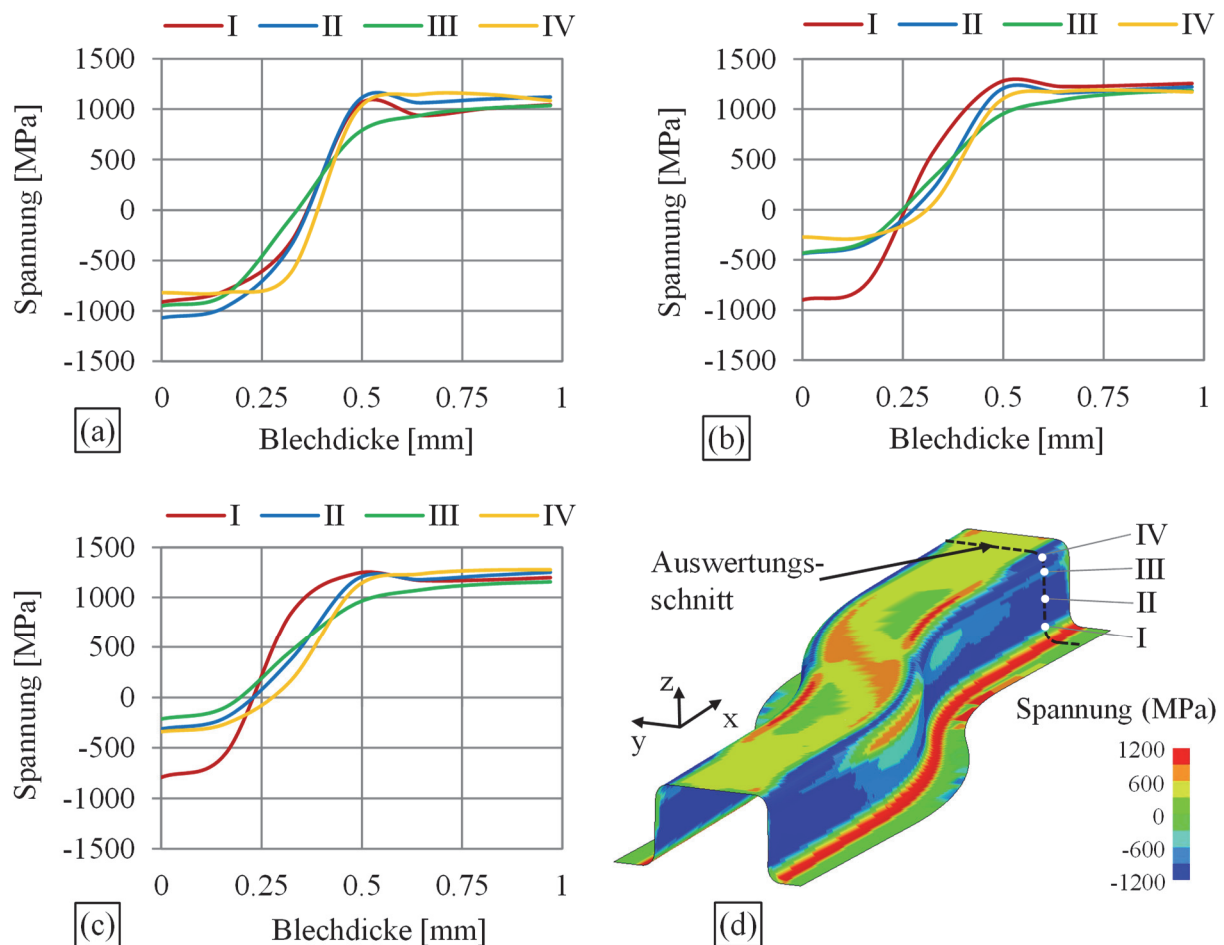 I II III IV
1500
1000
500
0
-500
-1000
-1500
Spannung [MPa]
0 0.25 0.5 0.75 1
Blechdicke [mm]
(a)
I II III IV
1500
1000
500
0
-500
-1000
-1500
Spannung [MPa]
0 0.25 0.5 0.75 1
Blechdicke [mm]
(b)
I II III IV
1500
1000
500
0
-500
-1000
-1500
Spannung [MPa]
0 0.25 0.5 0.75 1
Blechdicke [mm]
(c)
Auswertungs-
schnitt
IV
III
II
I
z
x
y
Spannung (MPa)
1200
600
0
-600
-1200
(d)